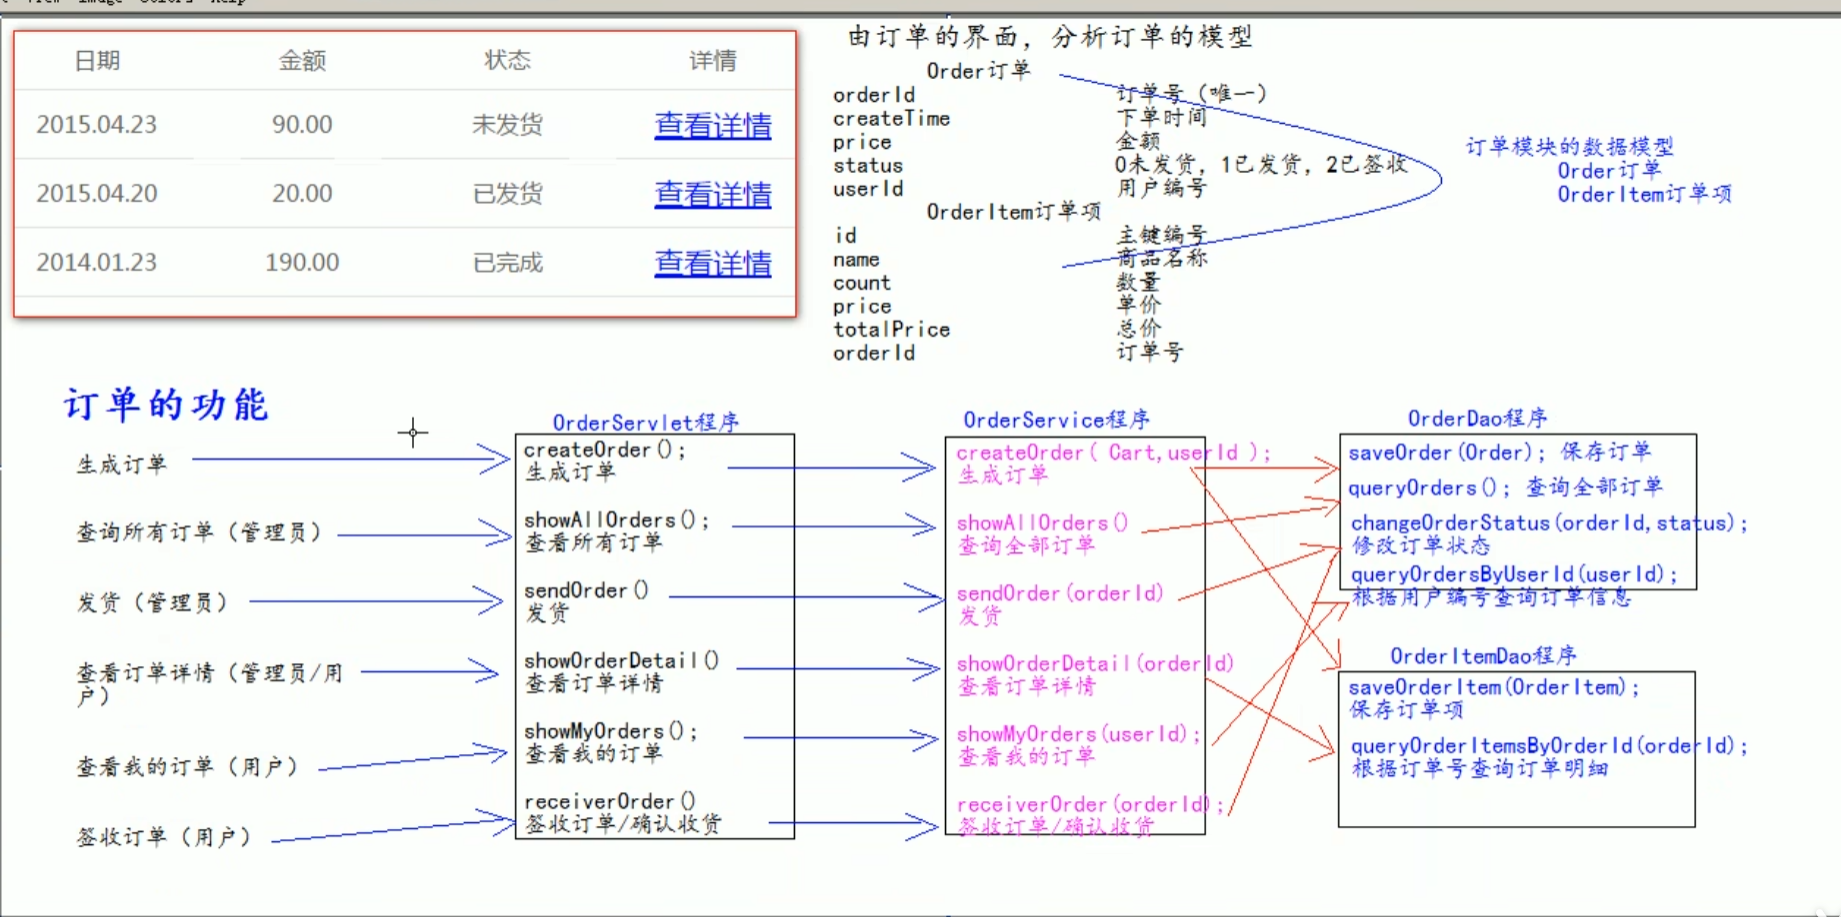 日期 金额 状态 详情
2015.04.23 90.00 未发货 查看详情
2015.04.20 20.00 已发货 查看详情
2014.01.23 190.00 已完成 查看详情
由订单的界面，分析订单的模型
Order订单
orderId 订单号（唯一）
createTime 下单时间
price 金额
status 0未发货，1已发货，2已签收
userId 用户编号
OrderItem订单项
id 主键编号
name 商品名称
count 数量
price 单价
totalPrice 总价
orderId 订单号
订单模块的数据模型
Order订单
OrderItem订单项
订单的功能
生成订单
查询所有订单（管理员）
发货（管理员）
查看订单详情（管理员/用
户）
查看我的订单（用户）
签收订单（用户）
OrderServlet程序
createOrder();
生成订单
showAllOrders();
查看所有订单
sendOrder()
发货
showOrderDetail()
查看订单详情
showMyOrders();
查看我的订单
receiverOrder()
签收订单/确认收货
OrderService程序
createOrder( Cart,userId );
生成订单
showAllOrders()
查询全部订单
sendOrder(orderId)
发货
showOrderDetail(orderId)
查看订单详情
showMyOrders(userId);
查看我的订单
receiverOrder(orderId);
签收订单/确认收货
OrderDao程序
saveOrder(Order); 保存订单
queryOrders(); 查询全部订单
changeOrderStatus(orderId,status);
修改订单状态
queryOrdersByUserId(userId);
根据用户编号查询订单信息
OrderItemDao程序
saveOrderItem(OrderItem);
保存订单项
queryOrderItemsByOrderId(orderId);
根据订单号查询订单明细